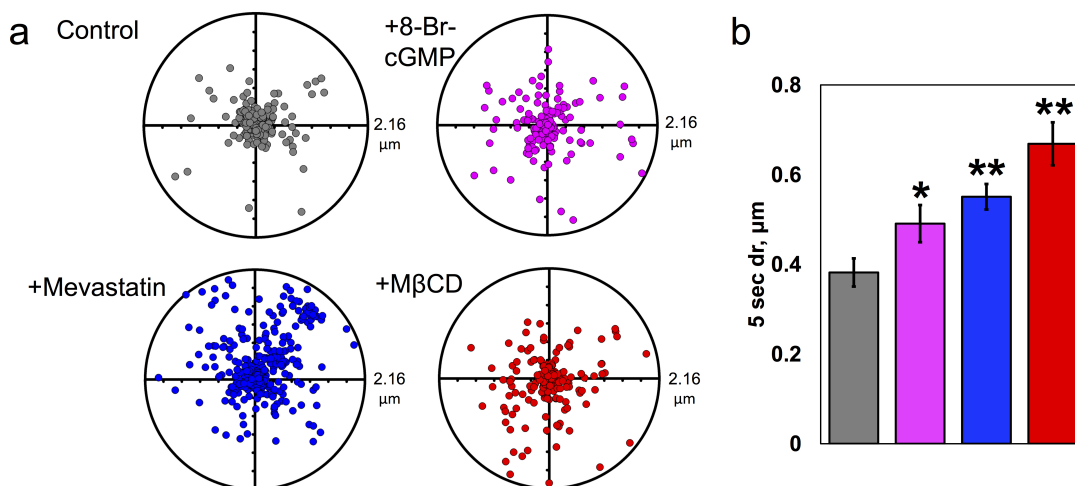 a
Control
2.16
µm
+8-Br-
cGMP
2.16
µm
+Mevastatin
2.16
µm
+MβCD
2.16
µm
b
5 sec dr, µm
0.8
0.6
0.4
0.2
0
*
**
**